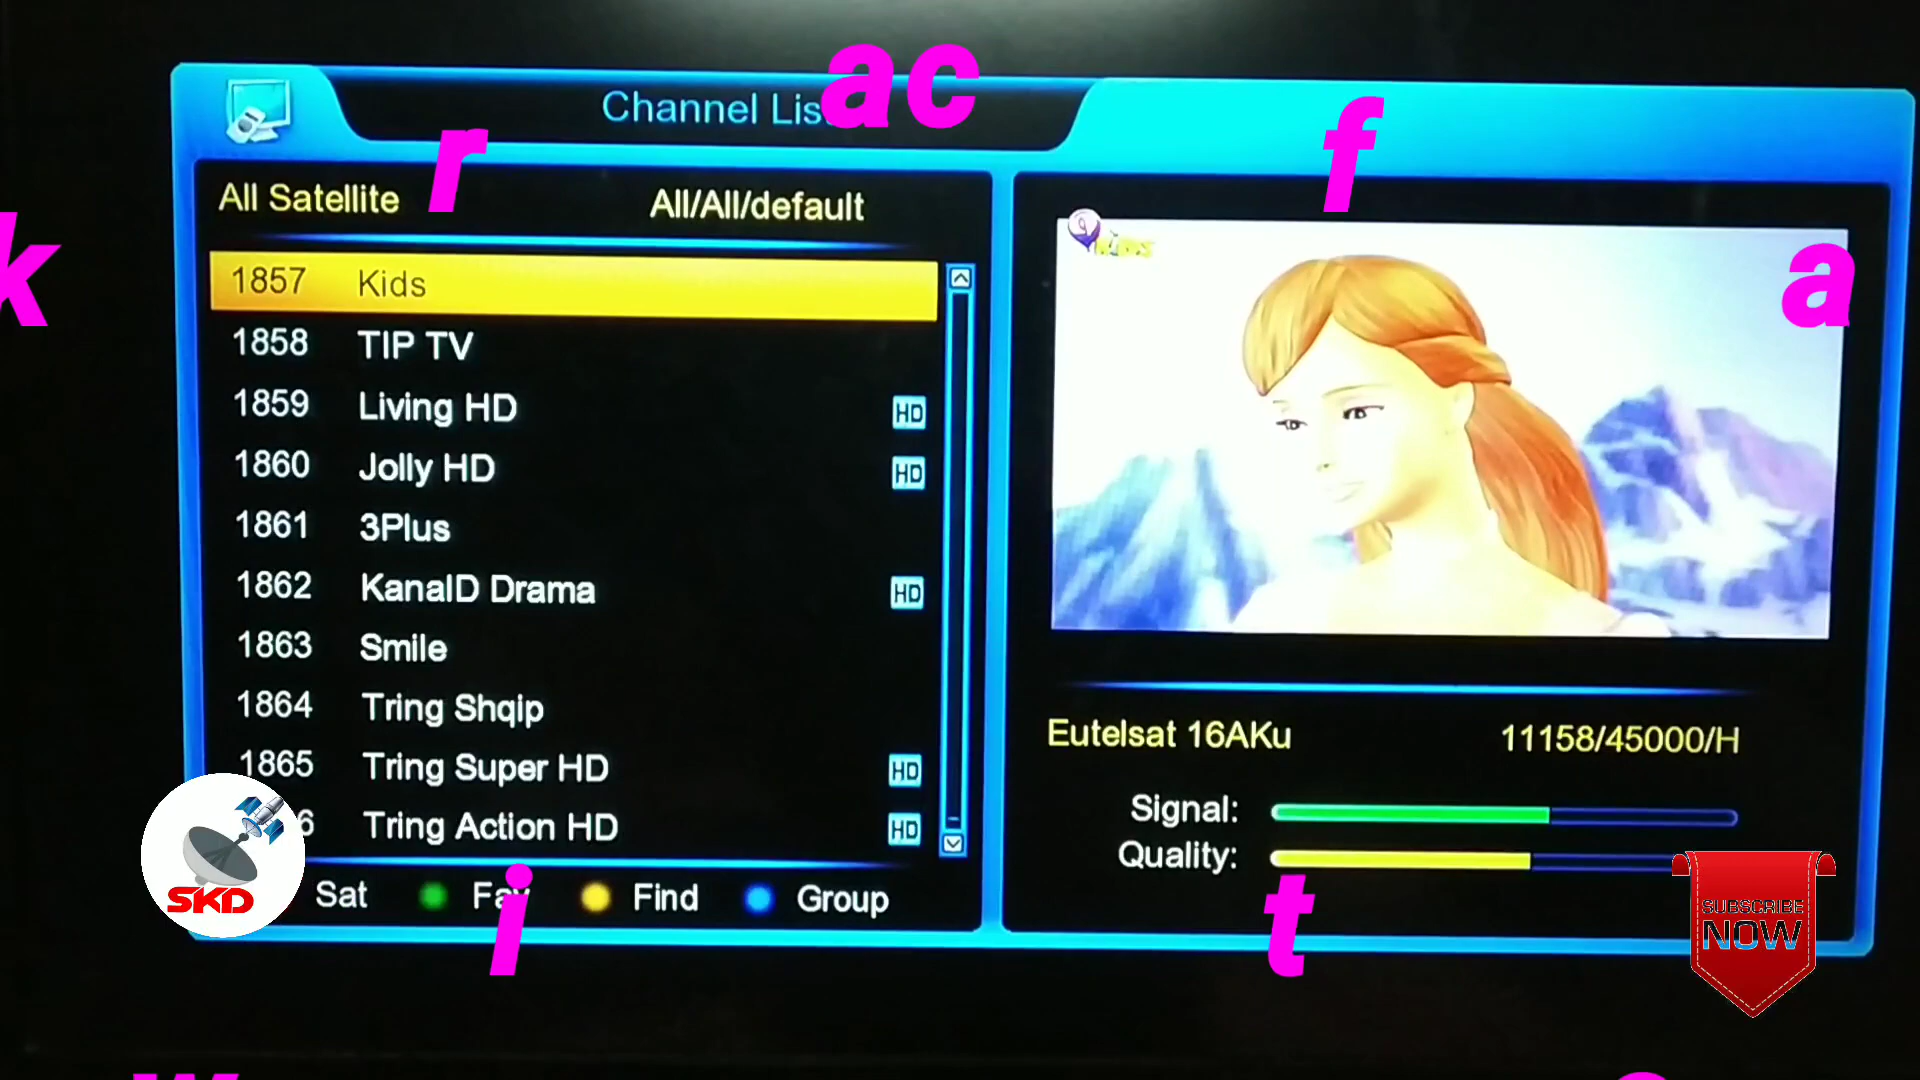 ac
Channel Lis
r
f
All Satellite
All/All/default
k
a
1857 Kids
1858 TIP TV
1859 Living HD HD
1860 Jolly HD HD
1861 3Plus
1862 KanalD Drama HD
1863 Smile
1864 Tring Shqip
1865 Tring Super HD HD
6 Tring Action HD HD
Eutelsat 16AKu 11158/45000/H
Signal:
Quality:
SKD
Sat Fav Find Group
i
t
SUBSCRIBE
NOW